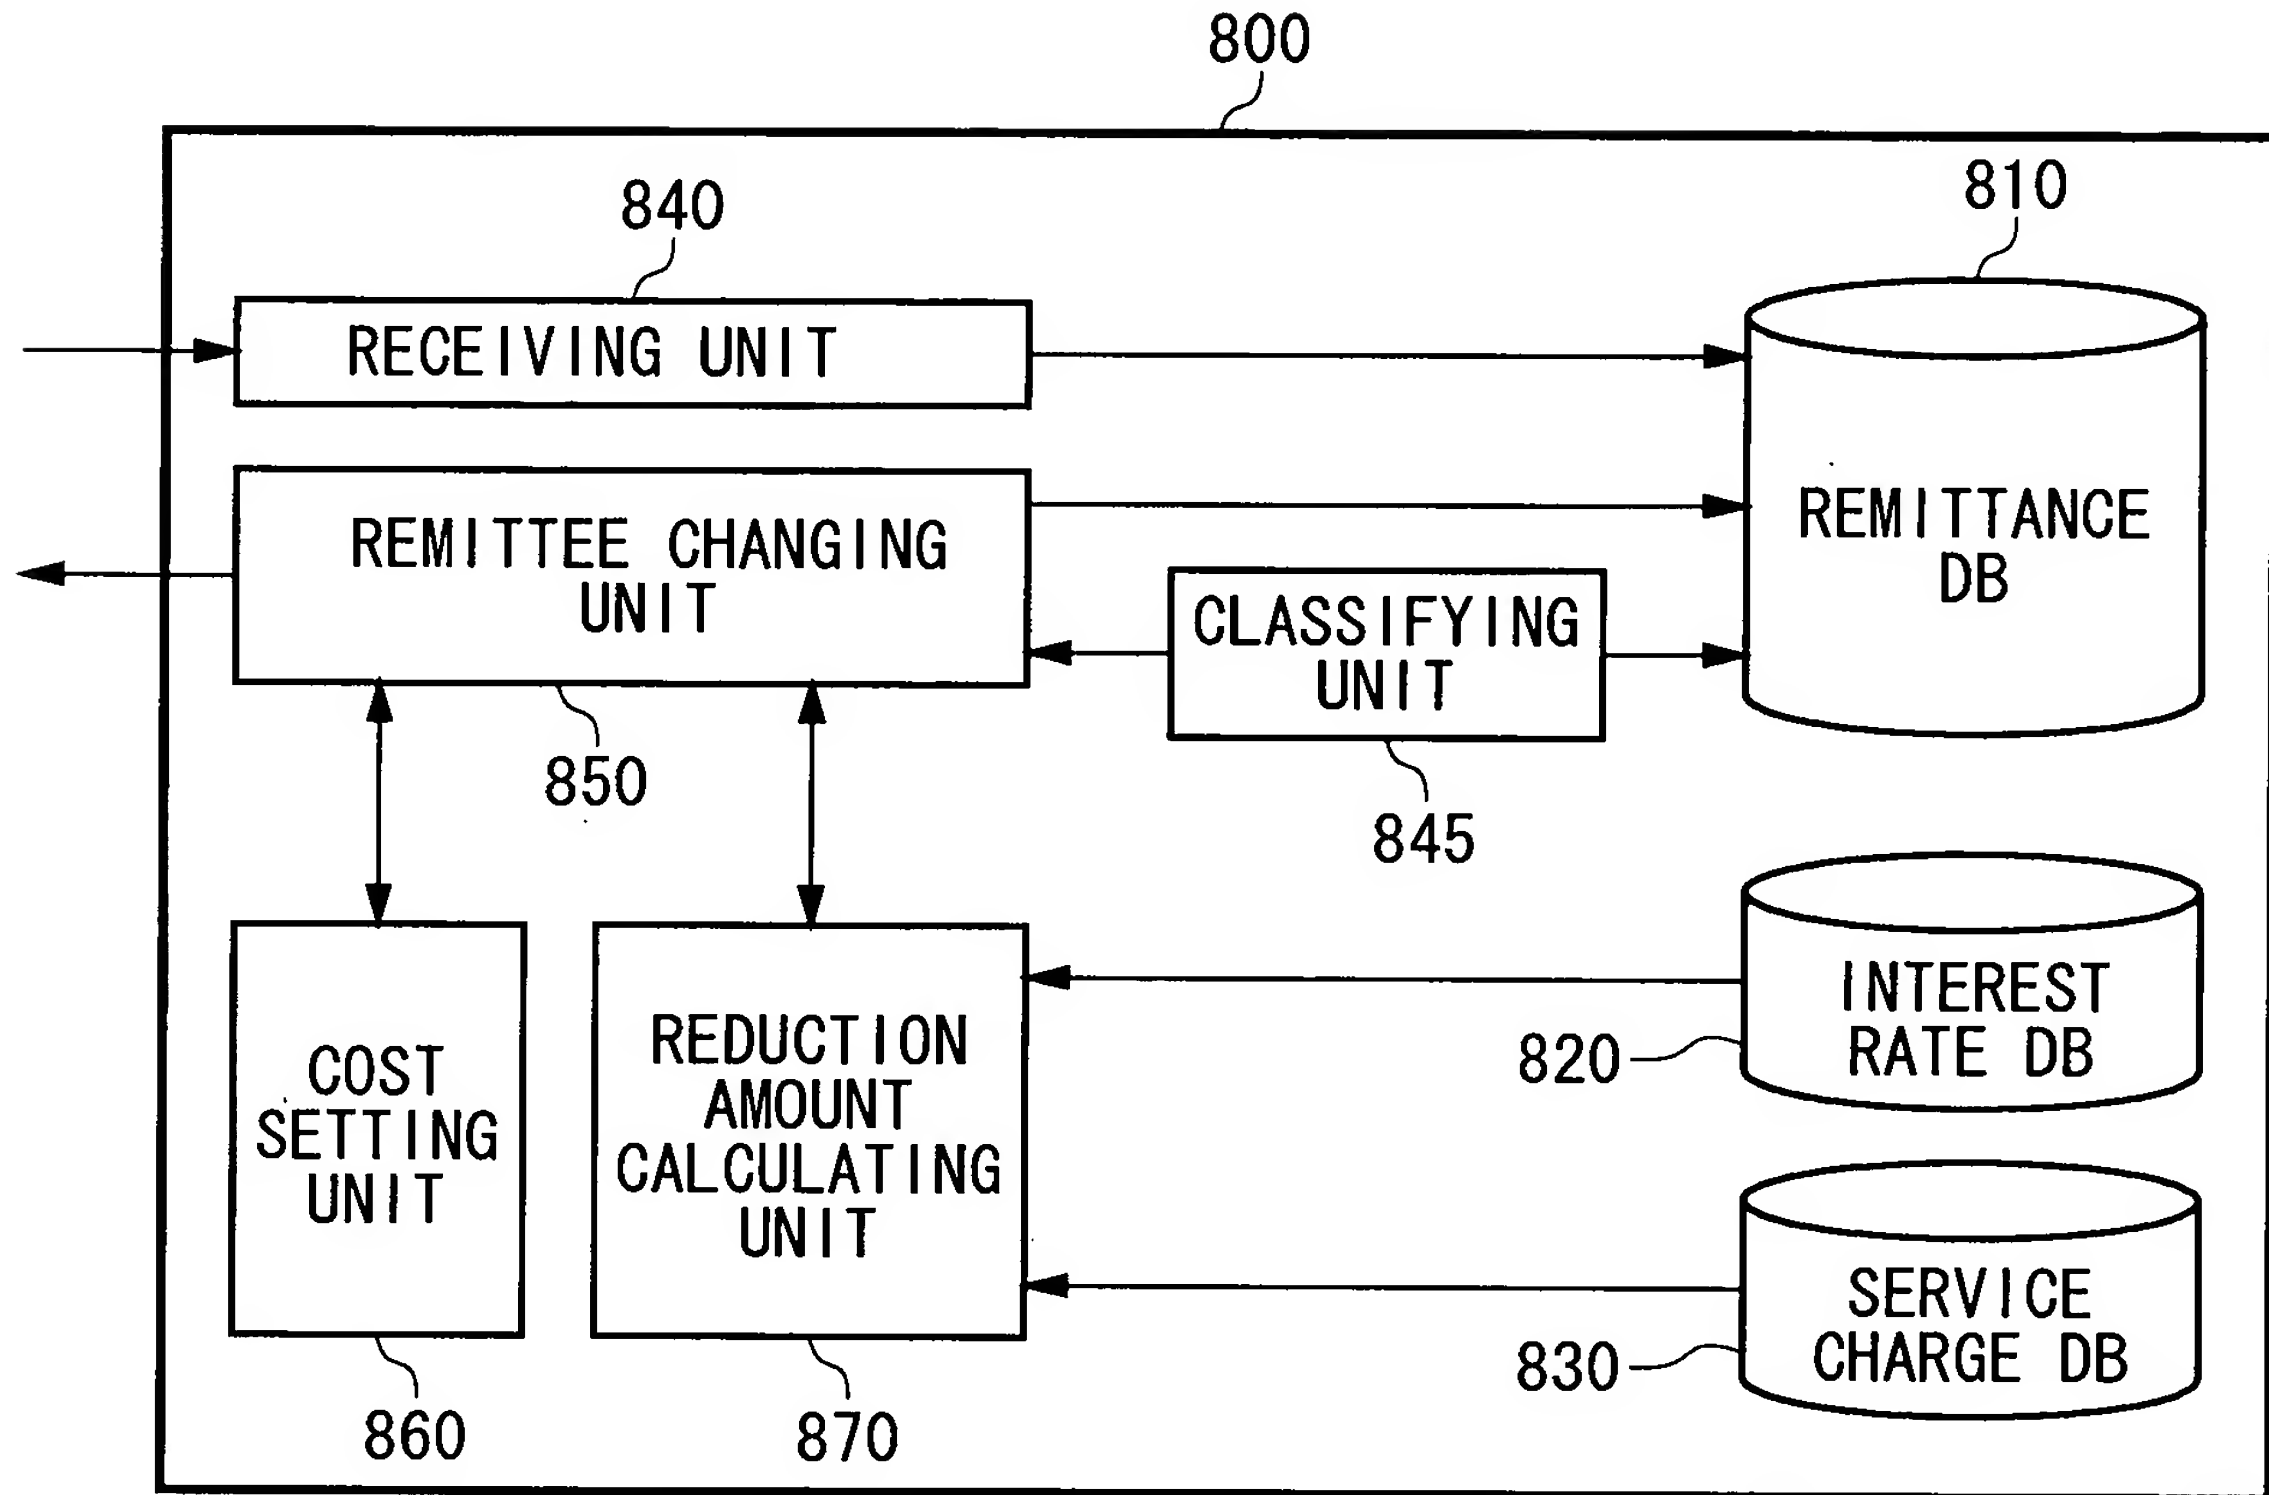 800
840
810
RECEIVING UNIT
REMITTEE CHANGING
UNIT
REMITTANCE
DB
CLASSIFYING
UNIT
850
845
COST
SETTING
UNIT
REDUCTION
AMOUNT
CALCULATING
UNIT
INTEREST
RATE DB
820
SERVICE
CHARGE DB
830
860
870